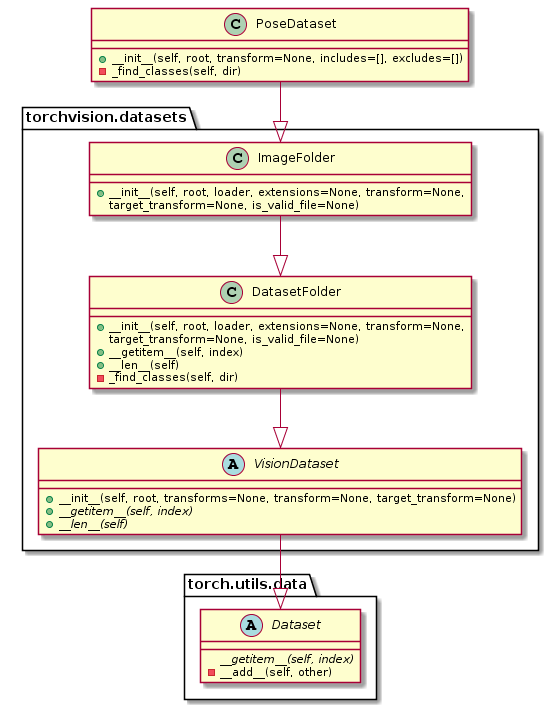 C PoseDataset
__init__(self, root, transform=None, includes=[], excludes=[])
_find_classes(self, dir)
torchvision.datasets
C ImageFolder
__init__(self, root, loader, extensions=None, transform=None,
target_transform=None, is_valid_file=None)
C DatasetFolder
__init__(self, root, loader, extensions=None, transform=None,
target_transform=None, is_valid_file=None)
__getitem__(self, index)
__len__(self)
_find_classes(self, dir)
A VisionDataset
__init__(self, root, transforms=None, transform=None, target_transform=None)
__getitem__(self, index)
__len__(self)
torch.utils.data
A Dataset
__getitem__(self, index)
__add__(self, other)